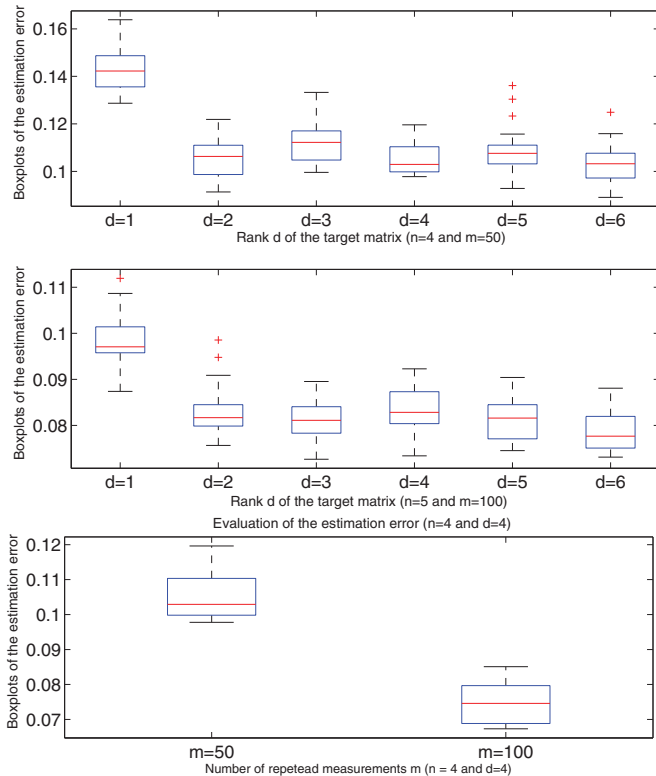 Boxplots of the estimation error
0.16
0.14
0.12
0.1
d=1 d=2 d=3 d=4 d=5 d=6
Rank d of the target matrix (n=4 and m=50)
Boxplots of the estimation error
0.11
0.1
0.09
0.08
d=1 d=2 d=3 d=4 d=5 d=6
Rank d of the target matrix (n=5 and m=100)
Evaluation of the estimation error (n=4 and d=4)
Boxplots of the estimation error
0.12
0.11
0.1
0.09
0.08
0.07
m=50 m=100
Number of repetead measurements m (n = 4 and d=4)